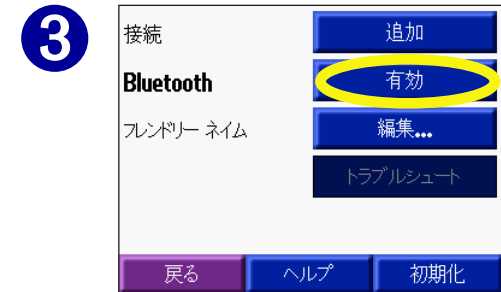 3
接続 追加
Bluetooth 有効
フレンドリー ネイム 編集...
トラブルシュート
戻る ヘルプ 初期化